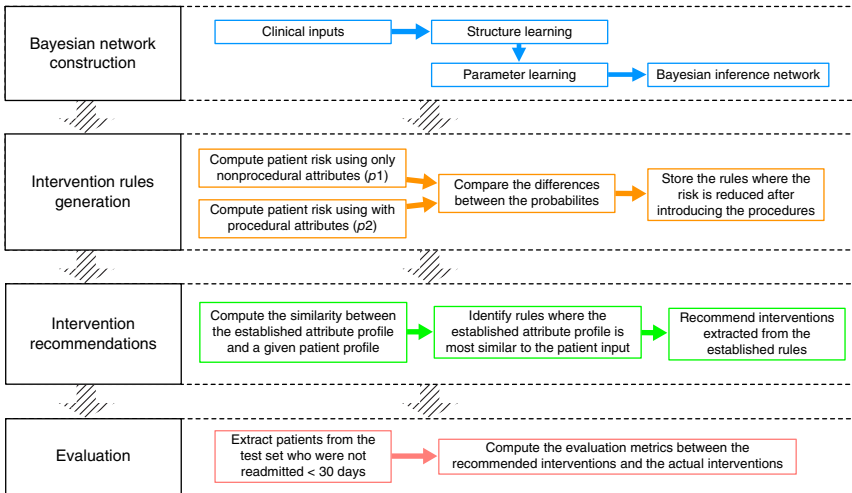 Bayesian network
construction
Clinical inputs
Structure learning
Parameter learning
Bayesian inference network
Intervention rules
generation
Compute patient risk using only
nonprocedural attributes (p1)
Compute patient risk using with
procedural attributes (p2)
Compare the differences
between the probabilites
Store the rules where the
risk is reduced after
introducing the procedures
Intervention
recommendations
Compute the similarity between
the established attribute profile
and a given patient profile
Identify rules where the
established attribute profile is
most similar to the patient input
Recommend interventions
extracted from the
established rules
Evaluation
Extract patients from the
test set who were not
readmitted < 30 days
Compute the evaluation metrics between the
recommended interventions and the actual interventions